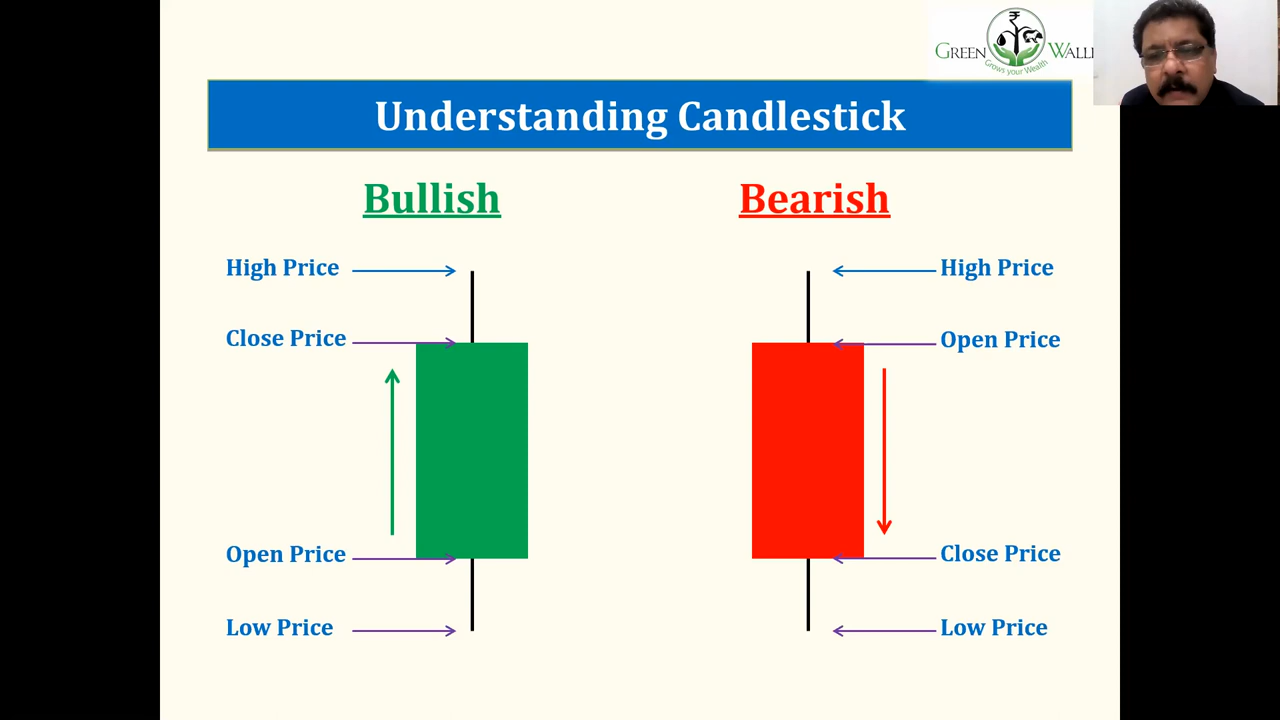 GREEN
Grows your Wealth
Understanding Candlestick
Bullish
Bearish
High Price
High Price
Close Price
Open Price
Open Price
Close Price
Low Price
Low Price